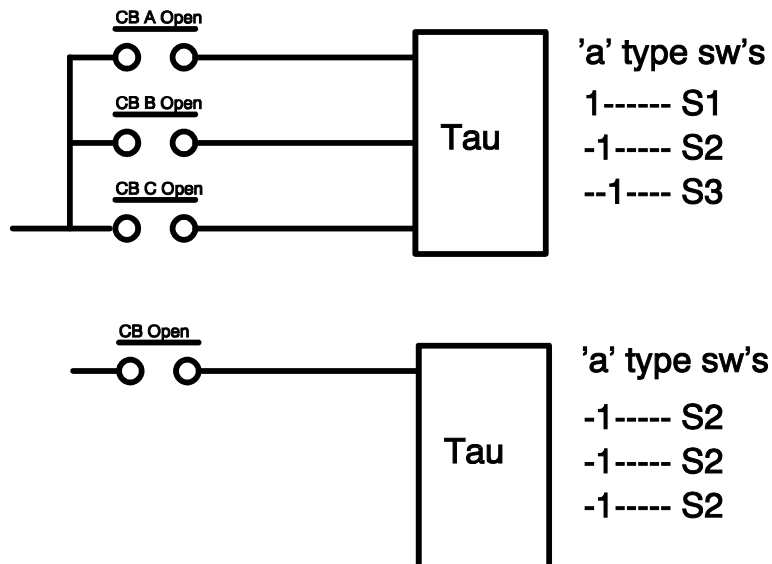 CB A Open
CB B Open
CB C Open
Tau
'a' type sw's
1------ S1
-1----- S2
--1---- S3
CB Open
Tau
'a' type sw's
-1----- S2
-1----- S2
-1----- S2